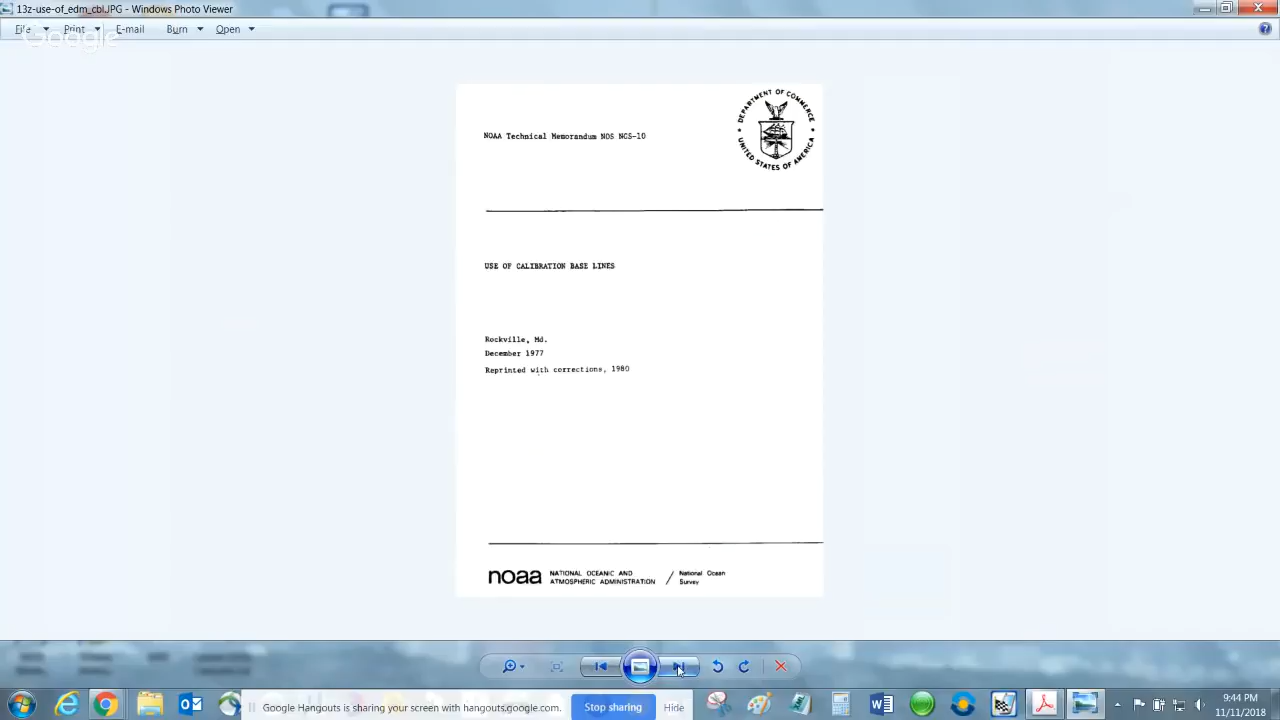 13z-use-of_edm_cbl.JPG - Windows Photo Viewer
File Print E-mail Burn Open
Google
DEPARTMENT OF COMMERCE
UNITED STATES OF AMERICA
NOAA Technical Memorandum NOS NGS-10
USE OF CALIBRATION BASE LINES
Rockville, Md.
December 1977
Reprinted with corrections, 1980
noaa NATIONAL OCEANIC AND ATMOSPHERIC ADMINISTRATION / National Ocean Survey
Google Hangouts is sharing your screen with hangouts.google.com.
Stop sharing
Hide
9:44 PM
11/11/2018